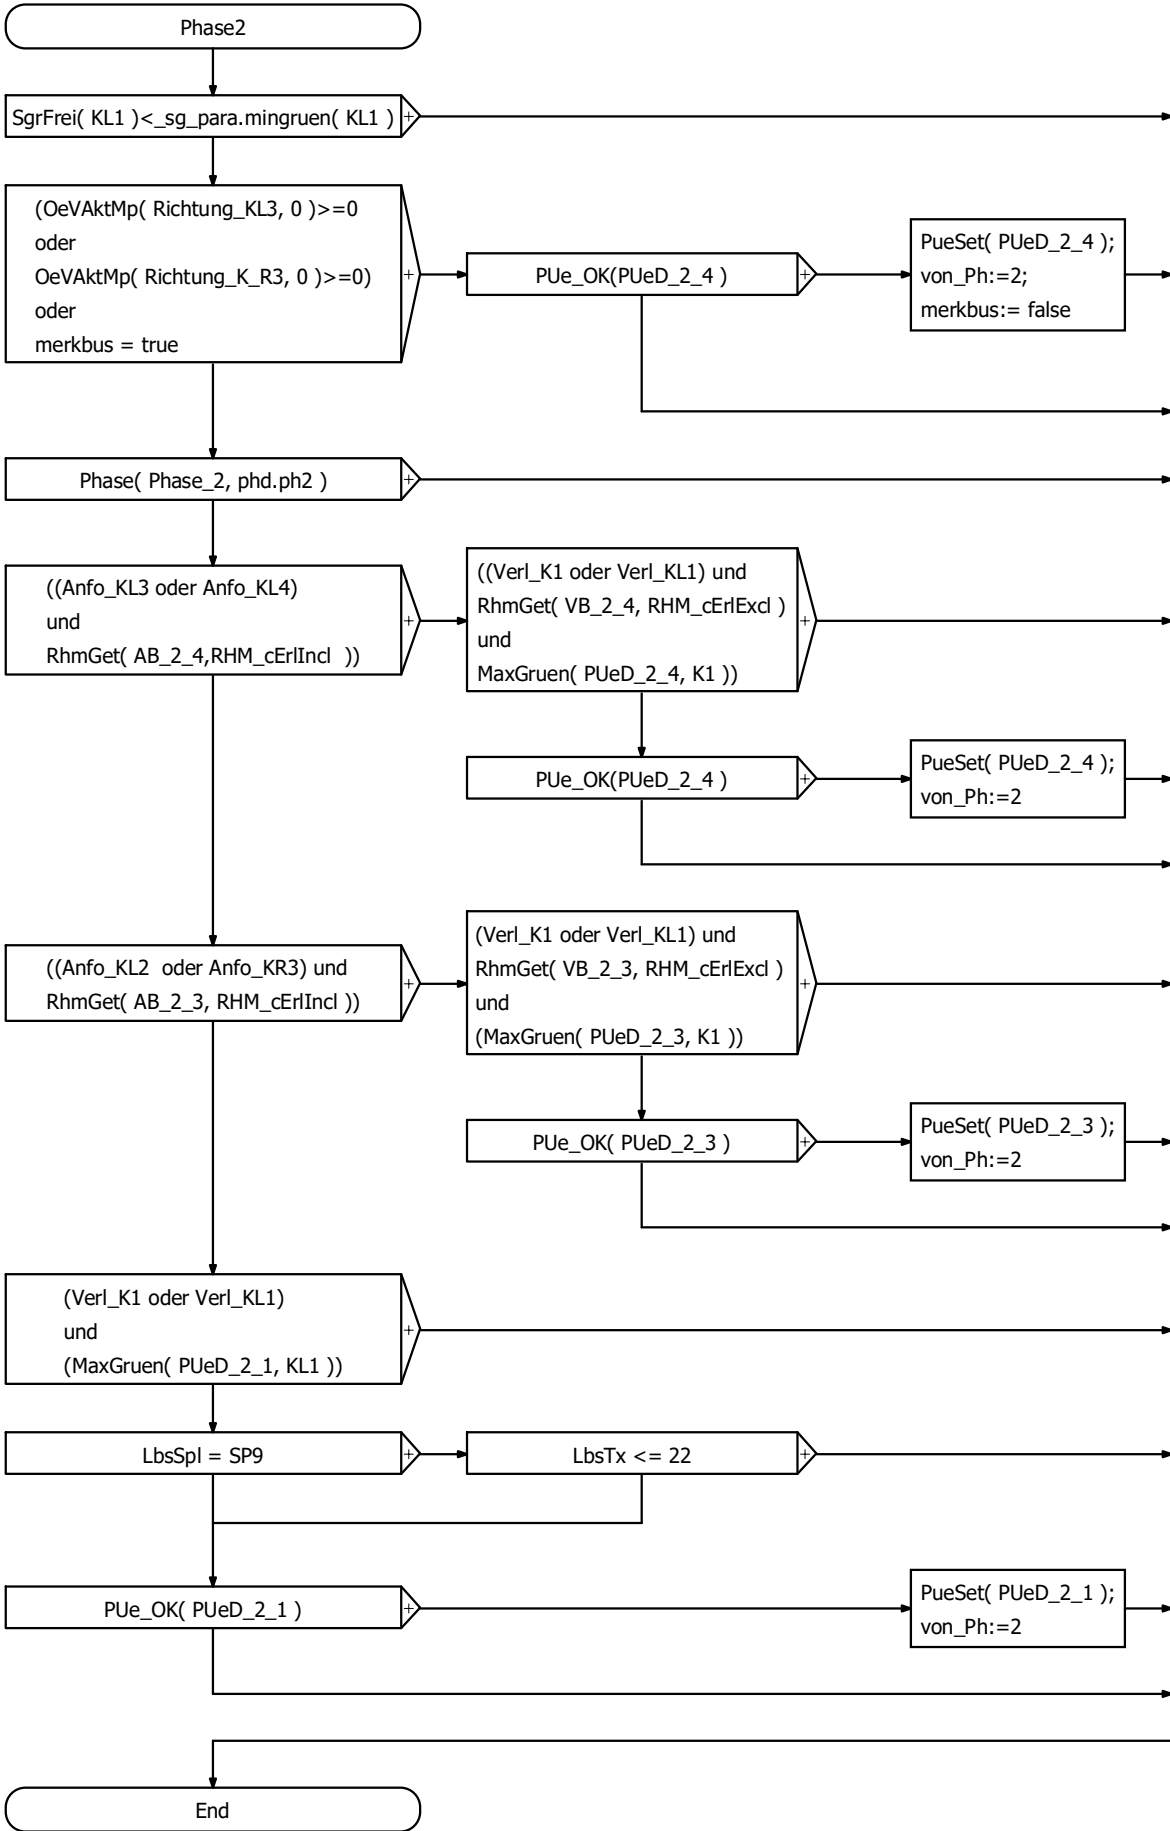 Phase2
SgrFrei( KL1 )<_sg_para.mingruen( KL1 )
+
(OeVAktMp( Richtung_KL3, 0 )>=0
oder
OeVAktMp( Richtung_K_R3, 0 )>=0)
oder
merkbus = true
+
PUe_OK(PUeD_2_4 )
+
PueSet( PUeD_2_4 );
von_Ph:=2;
merkbus:= false
Phase( Phase_2, phd.ph2 )
+
((Anfo_KL3 oder Anfo_KL4)
und
RhmGet( AB_2_4,RHM_cErlIncl  ))
+
((Verl_K1 oder Verl_KL1) und
RhmGet( VB_2_4, RHM_cErlExcl )
und
MaxGruen( PUeD_2_4, K1 ))
+
PUe_OK(PUeD_2_4 )
+
PueSet( PUeD_2_4 );
von_Ph:=2
((Anfo_KL2  oder Anfo_KR3) und
RhmGet( AB_2_3, RHM_cErlIncl ))
+
(Verl_K1 oder Verl_KL1) und
RhmGet( VB_2_3, RHM_cErlExcl )
und
(MaxGruen( PUeD_2_3, K1 ))
+
PUe_OK( PUeD_2_3 )
+
PueSet( PUeD_2_3 );
von_Ph:=2
(Verl_K1 oder Verl_KL1)
und
(MaxGruen( PUeD_2_1, KL1 ))
+
LbsSpl = SP9
+
LbsTx <= 22
+
PUe_OK( PUeD_2_1 )
+
PueSet( PUeD_2_1 );
von_Ph:=2
End